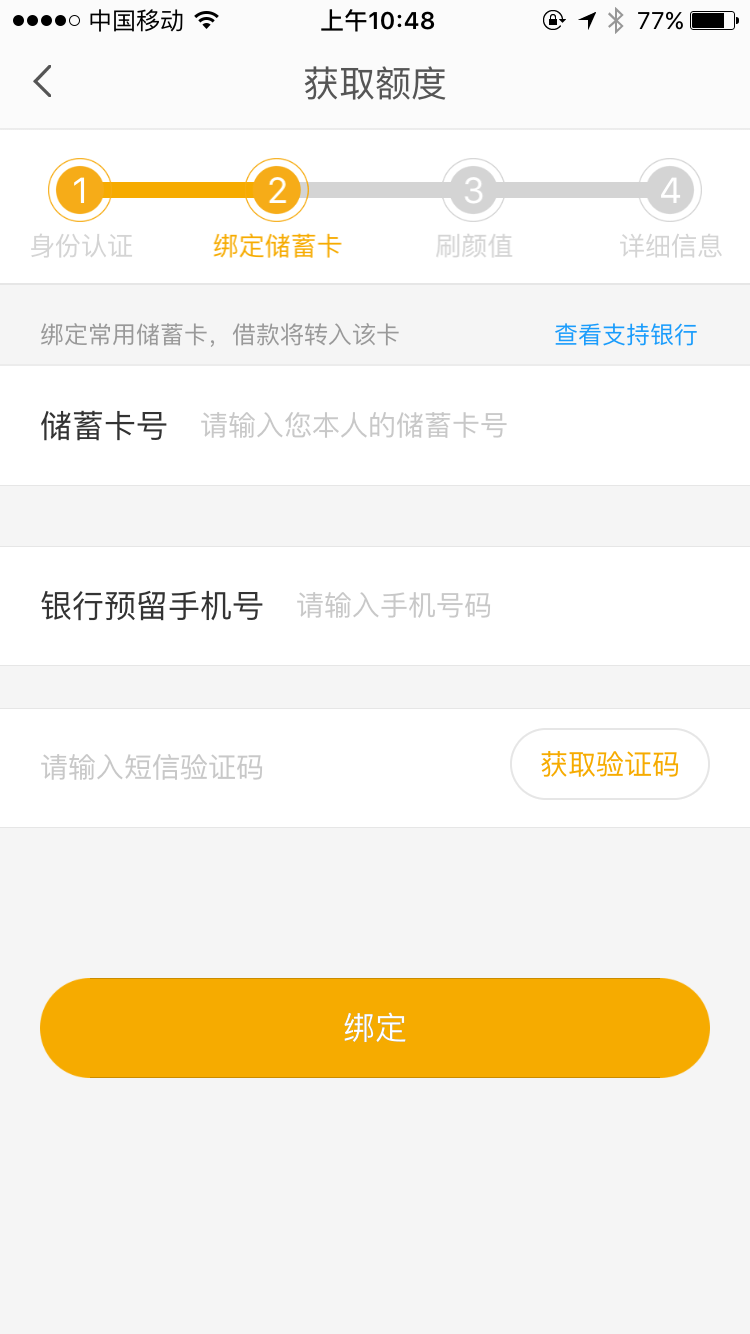 中国移动 上午10:48 77%
获取额度
1 2 3 4
身份认证 绑定储蓄卡 刷颜值 详细信息
绑定常用储蓄卡，借款将转入该卡 查看支持银行
储蓄卡号 请输入您本人的储蓄卡号
银行预留手机号 请输入手机号码
请输入短信验证码 获取验证码
绑定